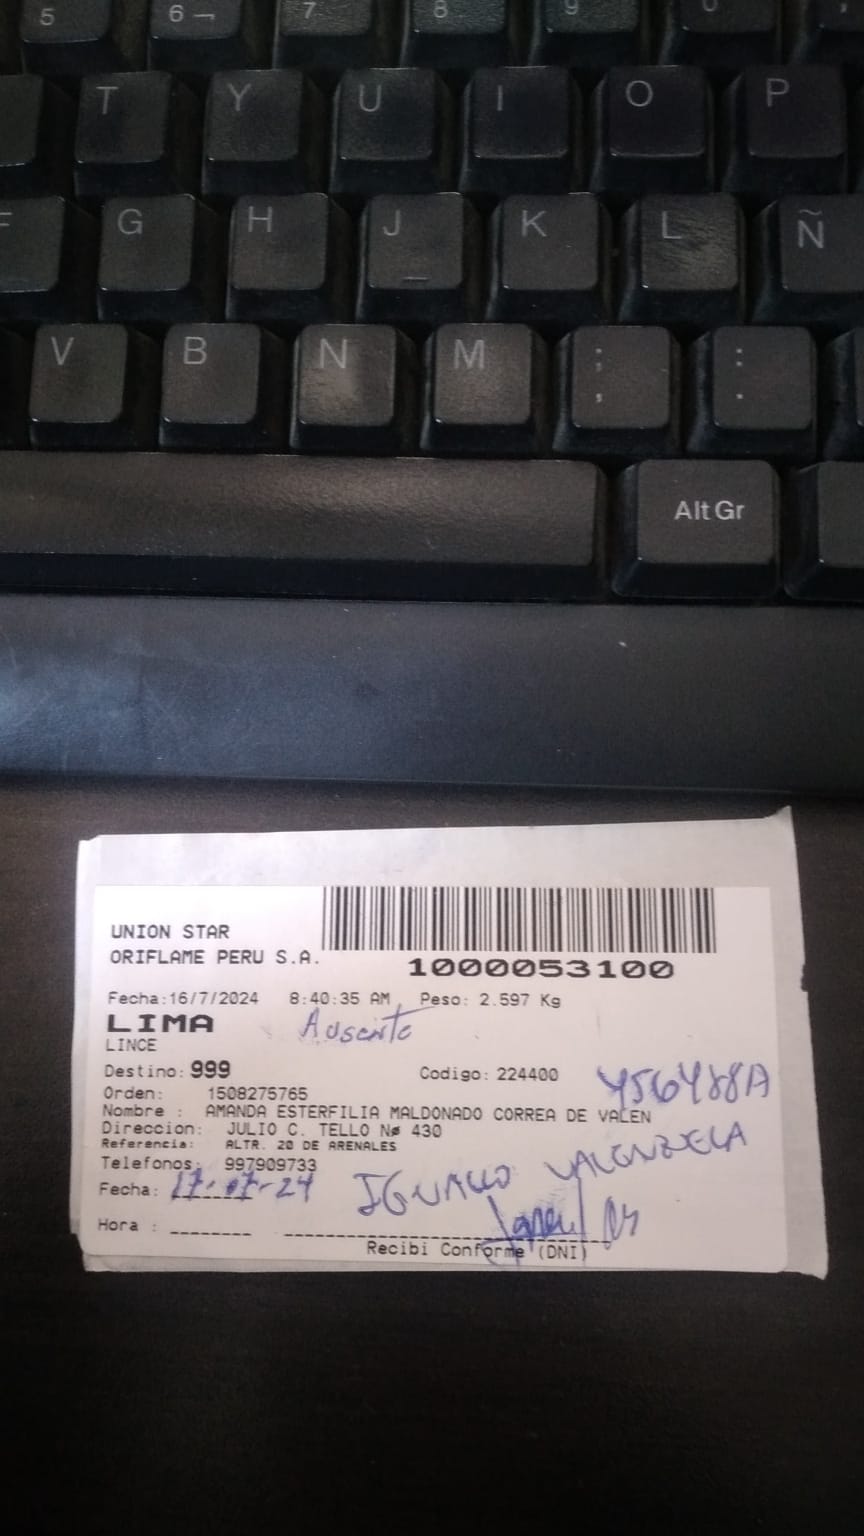 5 6 ¬ 7 8 9 0
T Y U I O P
F G H J K L Ñ
V B N M ; , : .
Alt Gr
UNION STAR
ORIFLAME PERU S.A.
1000053100
Fecha:16/7/2024 8:40:35 AM Peso: 2.597 Kg
LIMA Ausente
LINCE
Destino: 999 Codigo: 224400
Orden: 1508275765
Nombre : AMANDA ESTERFILIA MALDONADO CORREA DE VALEN
Direccion: JULIO C. TELLO Nø 430
Referencia: ALTR. 20 DE ARENALES
Telefonos: 997909733
VALENZUELA
Fecha: 17-07-24
Hora :
Recibi Conforme (DNI)